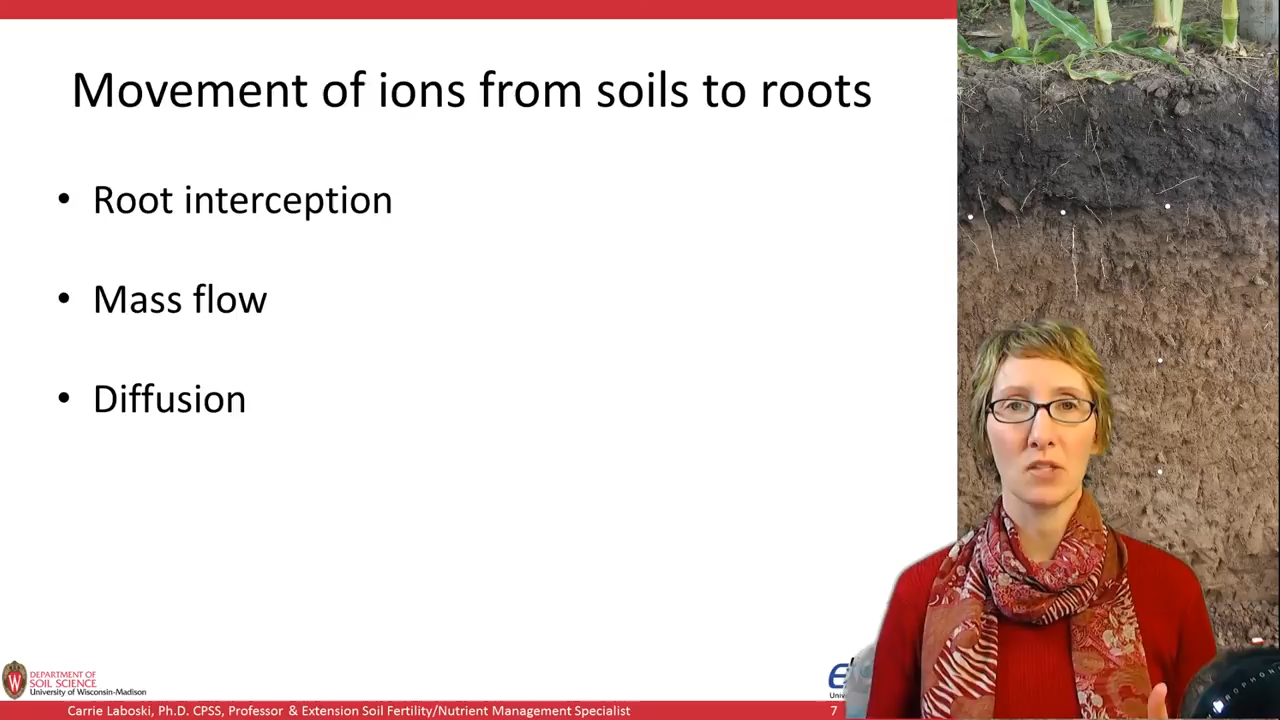 Movement of ions from soils to roots
• Root interception
• Mass flow
• Diffusion
DEPARTMENT OF
SOIL SCIENCE
University of Wisconsin-Madison
Carrie Laboski, Ph.D. CPSS, Professor & Extension Soil Fertility/Nutrient Management Specialist
7